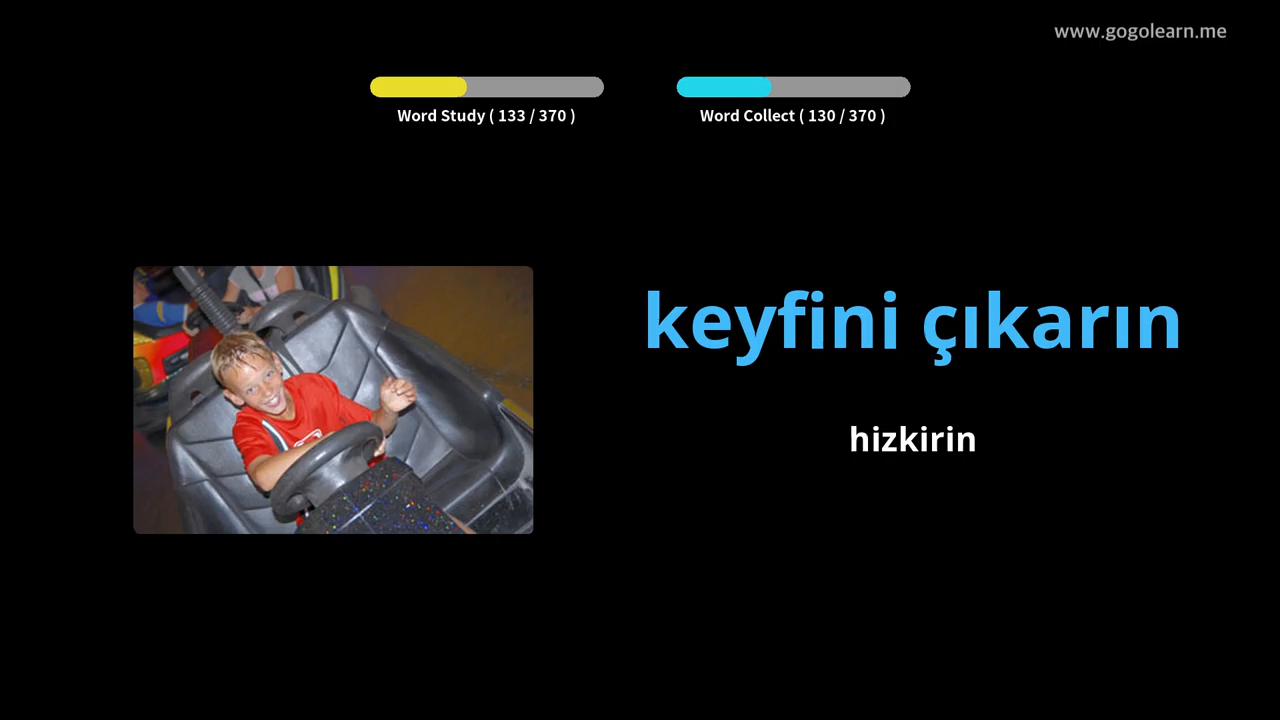 www.gogolearn.me
Word Study ( 133 / 370 )
Word Collect ( 130 / 370 )
keyfini çıkarın
hizkirin